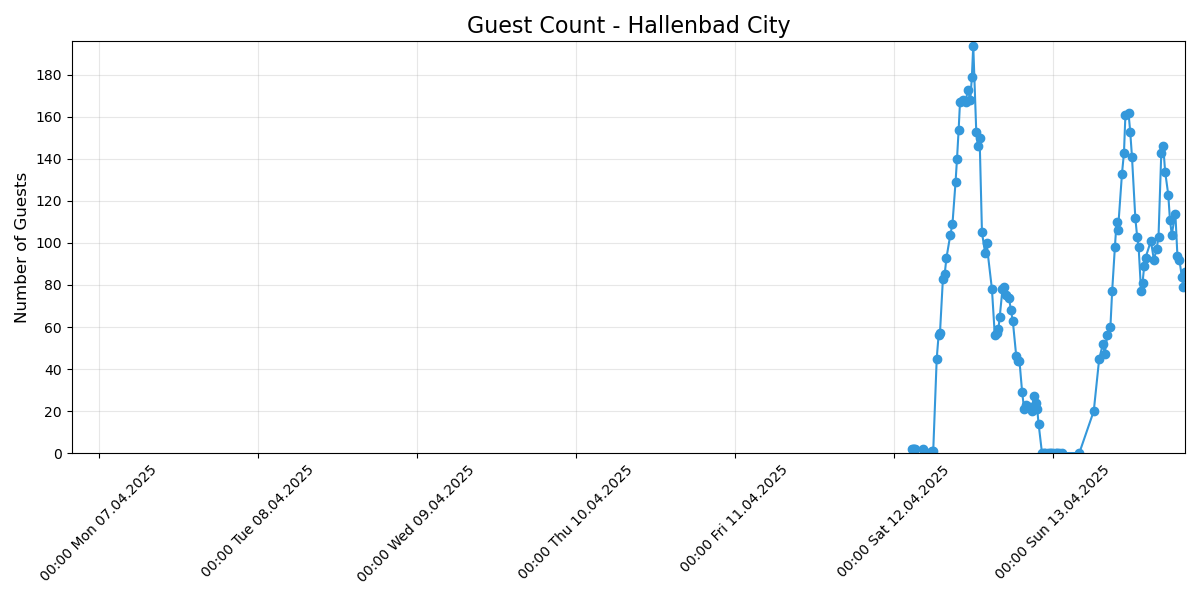 Guest Count - Hallenbad City
Number of Guests
180
160
140
120
100
80
60
40
20
0
00:00 Mon 07.04.2025
00:00 Tue 08.04.2025
00:00 Wed 09.04.2025
00:00 Thu 10.04.2025
00:00 Fri 11.04.2025
00:00 Sat 12.04.2025
00:00 Sun 13.04.2025